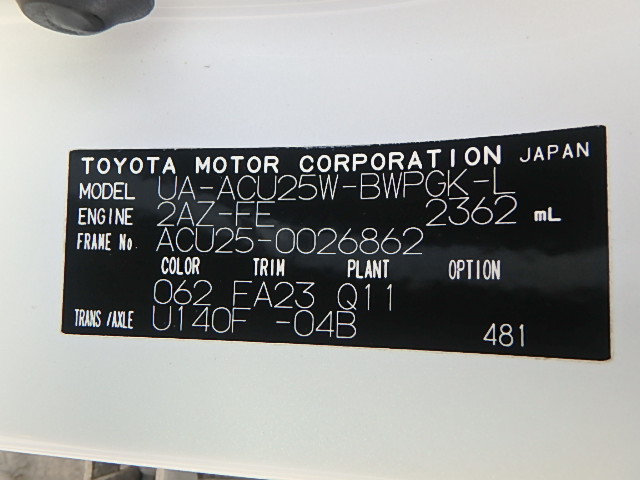 TOYOTA MOTOR CORPORATION JAPAN
MODEL UA-ACU25W-BWPGK-L
ENGINE 2AZ-FE 2362 mL
FRAME No. ACU25-0026862
COLOR TRIM PLANT OPTION
062 FA23 Q11
TRANS/AXLE U140F -04B
481